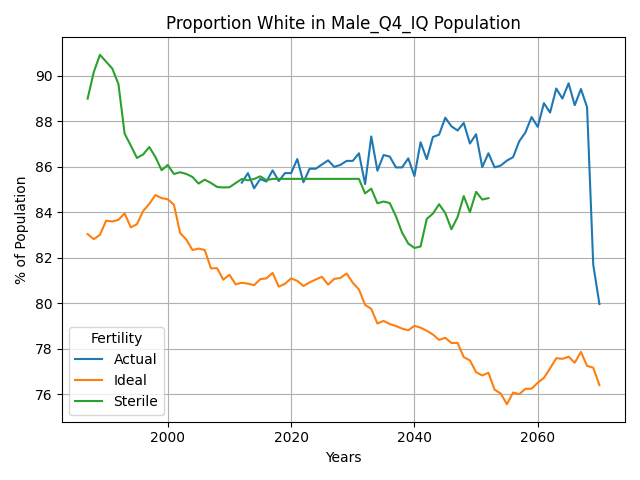 Proportion White in Male_Q4_IQ Population
% of Population
90
88
86
84
82
80
78
76
Fertility
Actual
Ideal
Sterile
2000
2020
2040
2060
Years